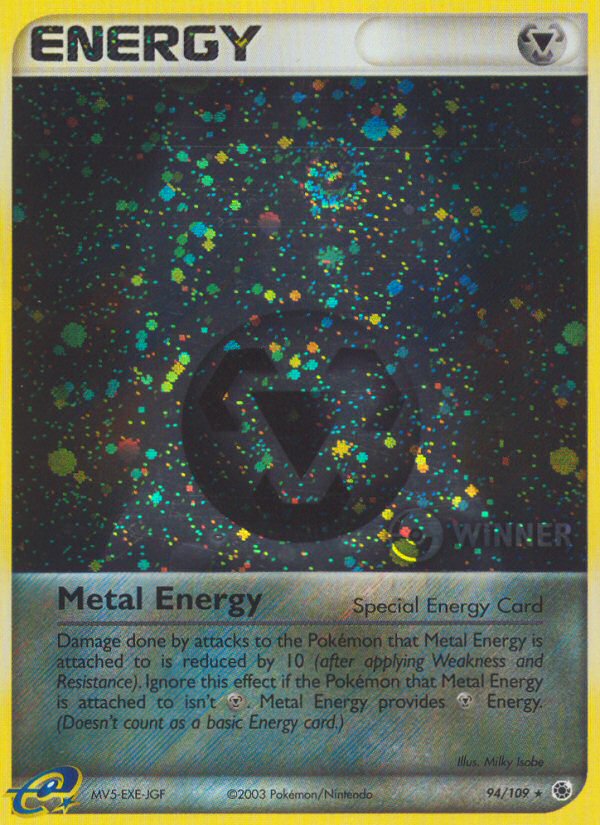 ENERGY
WINNER
Metal Energy
Special Energy Card
Damage done by attacks to the Pokémon that Metal Energy is
attached to is reduced by 10 (after applying Weakness and
Resistance). Ignore this effect if the Pokémon that Metal Energy
is attached to isn't . Metal Energy provides Energy.
(Doesn't count as a basic Energy card.)
Illus. Milky Isobe
MV5-EXE-JGF
©2003 Pokémon/Nintendo
94/109 ★